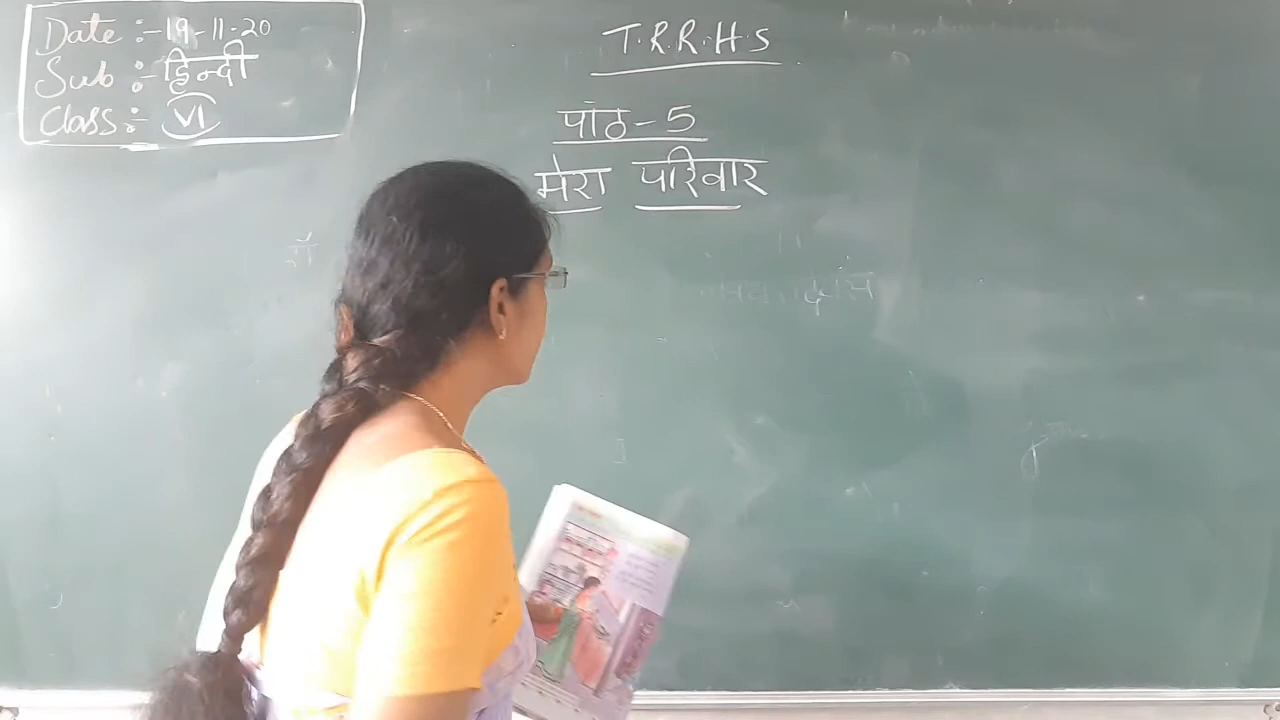 Date :- 19-11-20
Sub :- हिन्दी
Class :- VI
T.R.R.H.S
पाठ-5
मेरा परिवार